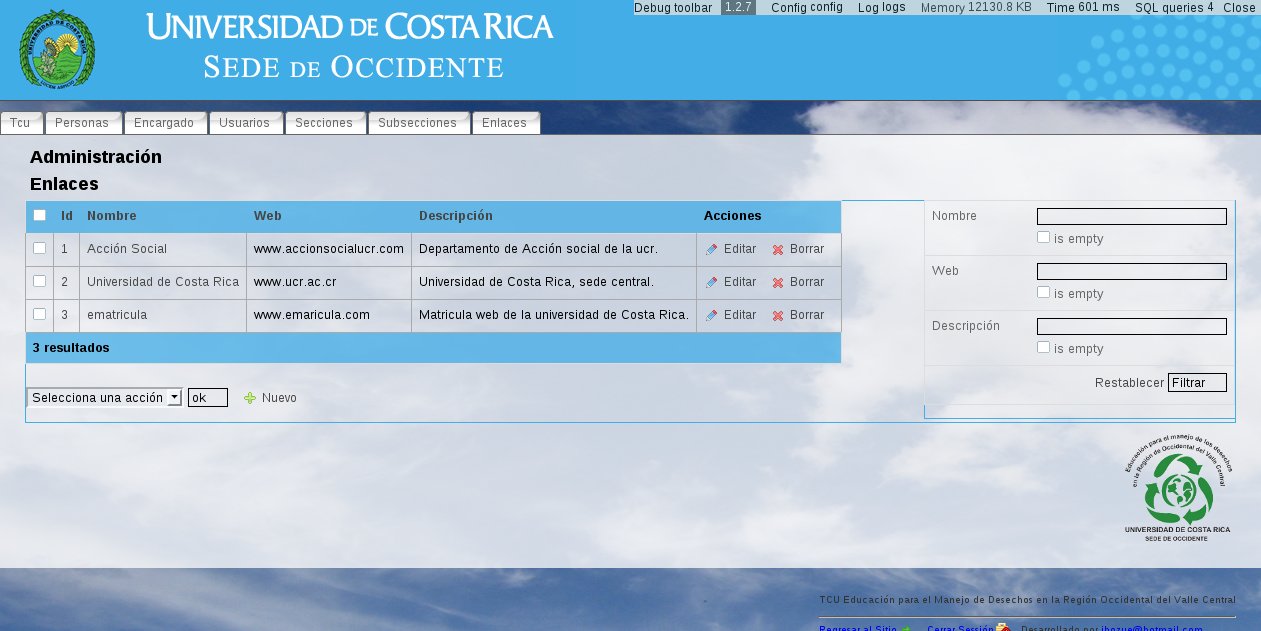 Debug toolbar 1.2.7 Config config Log logs Memory 12130.8 KB Time 601 ms SQL queries 4 Close
UNIVERSIDAD DE COSTA RICA
SEDE DE OCCIDENTE
Tcu Personas Encargado Usuarios Secciones Subsecciones Enlaces
Administración
Enlaces
Id Nombre Web Descripción Acciones
1 Acción Social www.accionsocialucr.com Departamento de Acción social de la ucr. Editar Borrar
2 Universidad de Costa Rica www.ucr.ac.cr Universidad de Costa Rica, sede central. Editar Borrar
3 ematricula www.emaricula.com Matricula web de la universidad de Costa Rica. Editar Borrar
3 resultados
Selecciona una acción ok Nuevo
Nombre
is empty
Web
is empty
Descripción
is empty
Restablecer Filtrar
Educación para el manejo de los desechos
en la Región de Occidental del Valle Central
UNIVERSIDAD DE COSTA RICA
SEDE DE OCCIDENTE
TCU Educación para el Manejo de Desechos en la Región Occidental del Valle Central
Regresar al Sitio Cerrar Sesión Desarrollado por jbozue@hotmail.com